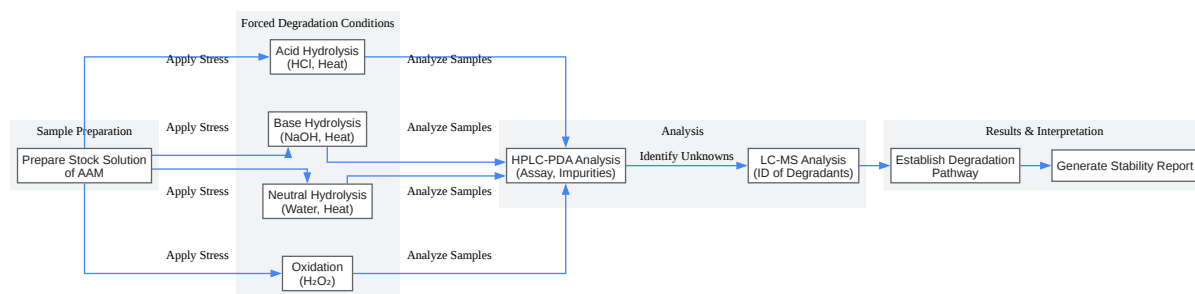 Forced Degradation Conditions
Apply Stress
Acid Hydrolysis
(HCl, Heat)
Analyze Samples
Sample Preparation
Apply Stress
Base Hydrolysis
(NaOH, Heat)
Analyze Samples
Analysis
Results & Interpretation
Prepare Stock Solution
of AAM
HPLC-PDA Analysis
(Assay, Impurities)
Identify Unknowns
LC-MS Analysis
(ID of Degradants)
Establish Degradation
Pathway
Generate Stability Report
Apply Stress
Neutral Hydrolysis
(Water, Heat)
Analyze Samples
Apply Stress
Oxidation
(H₂O₂)
Analyze Samples